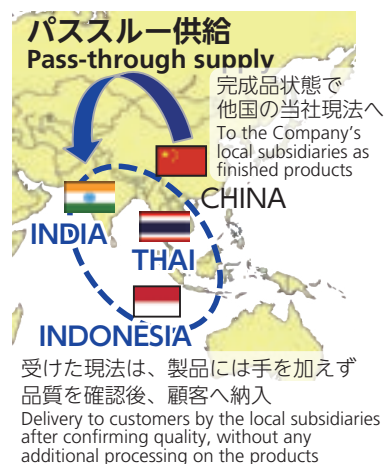 パススルー供給
Pass-through supply
完成品状態で
他国の当社現法へ
To the Company's
local subsidiaries as
finished products
CHINA
INDIA
THAI
INDONESIA
受けた現法は、製品には手を加えず
品質を確認後、顧客へ納入
Delivery to customers by the local subsidiaries
after confirming quality, without any
additional processing on the products